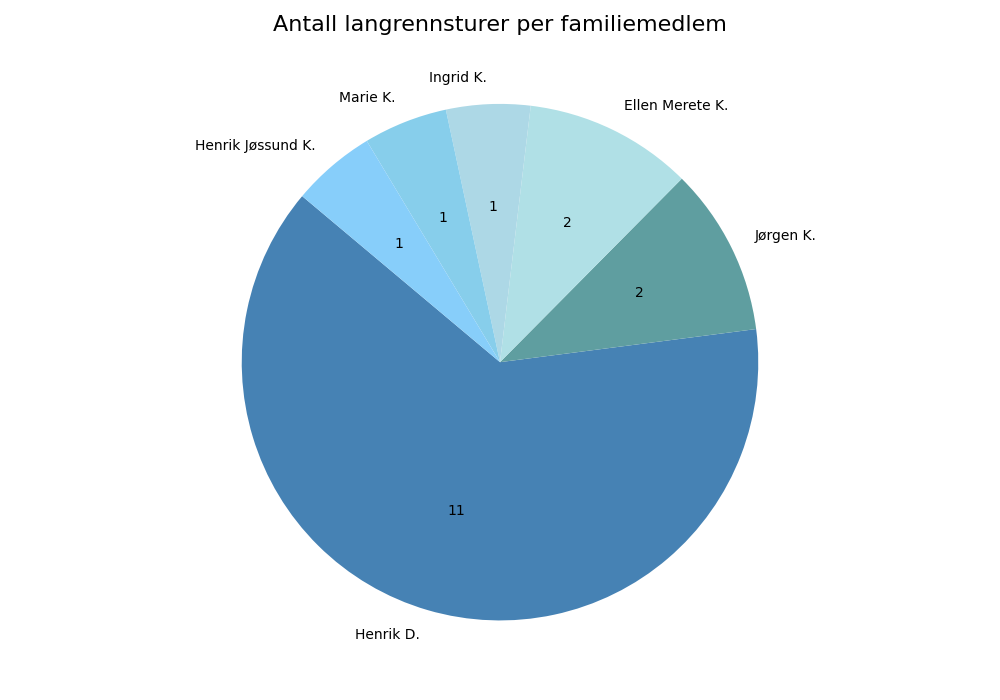 Antall langrennsturer per familiemedlem
Ingrid K.
Marie K.
Ellen Merete K.
Henrik Jøssund K.
1
1
2
Jørgen K.
1
2
11
Henrik D.